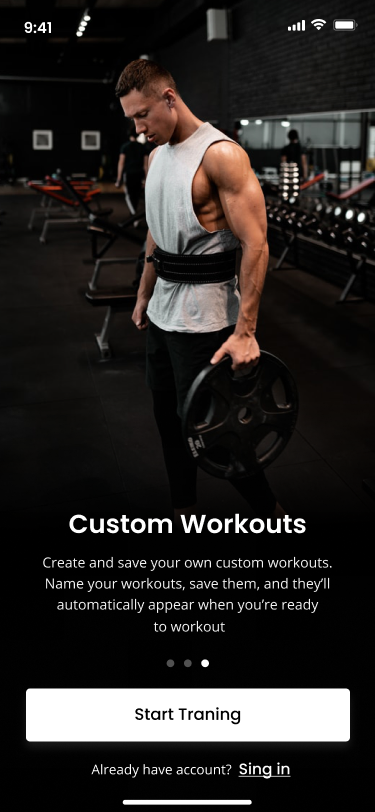 9:41
Custom Workouts
Create and save your own custom workouts.
Name your workouts, save them, and they’ll
automatically appear when you’re ready
to workout
Start Traning
Already have account? Sing in